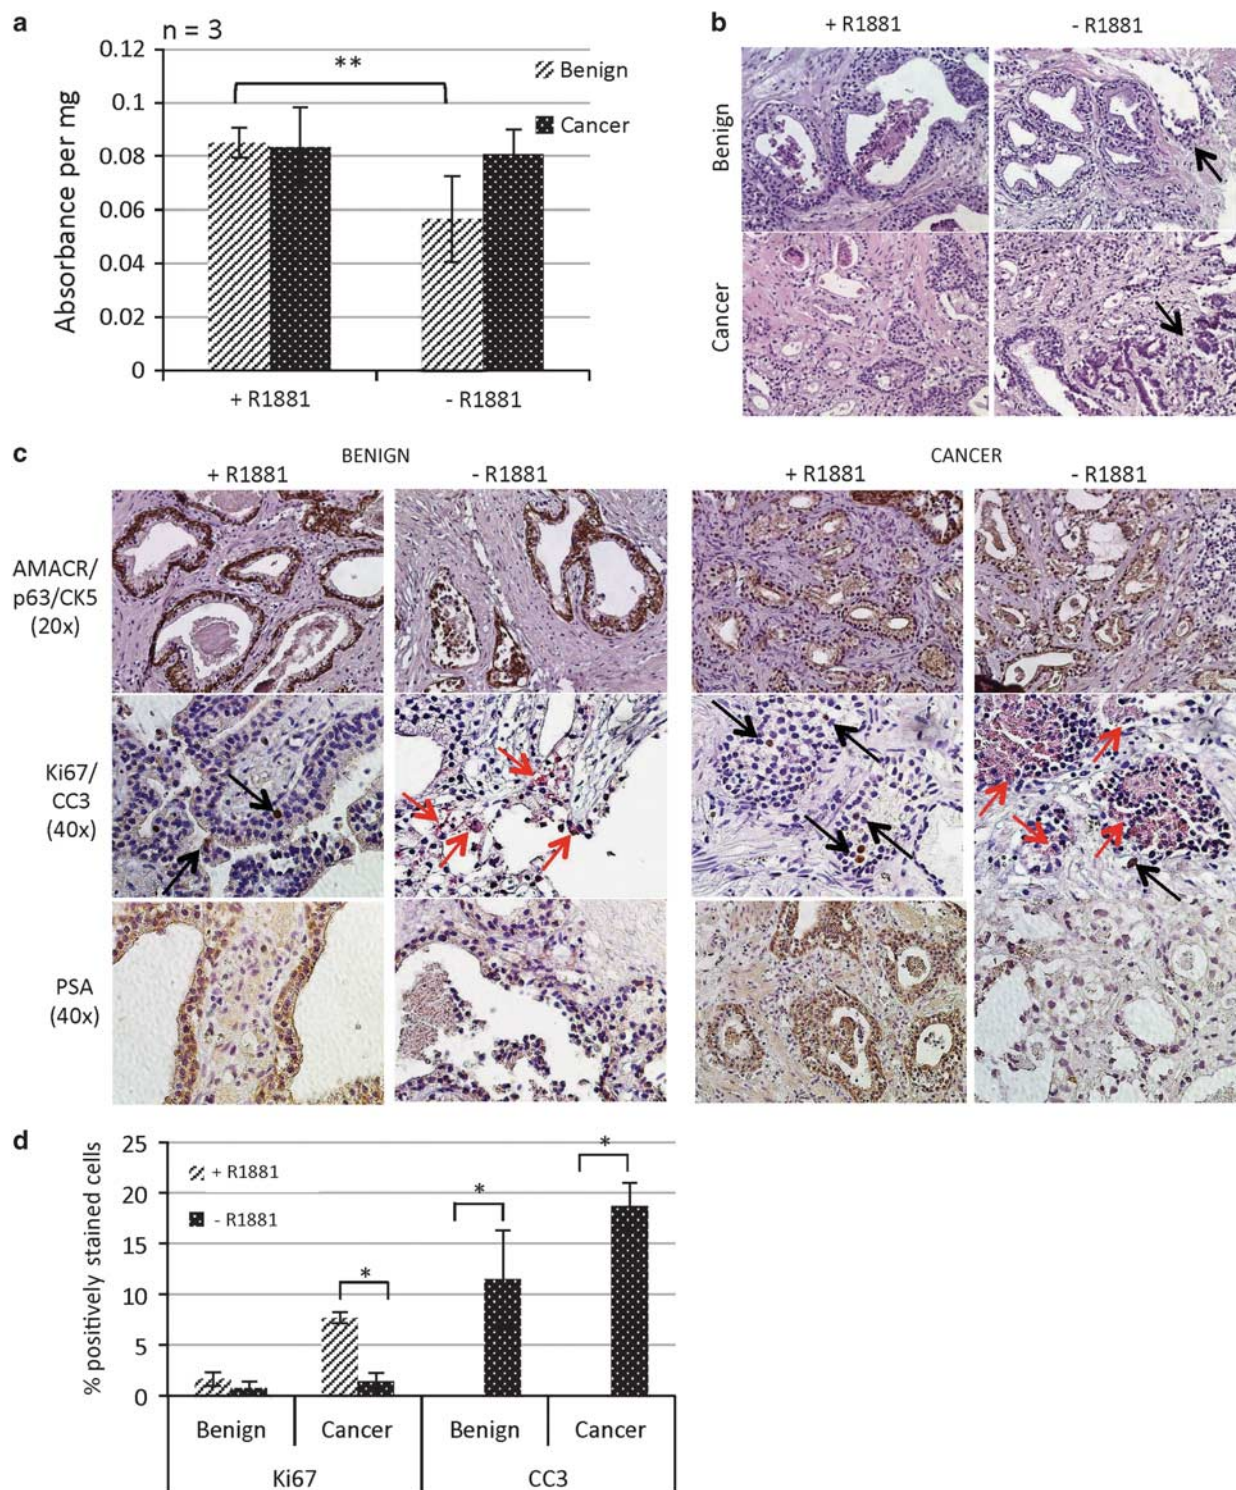 a
n = 3
0.12
0.1
0.08
0.06
0.04
0.02
0
Absorbance per mg
**
Benign
Cancer
+ R1881
- R1881
b
+ R1881
- R1881
Benign
Cancer
c
BENIGN
CANCER
+ R1881
- R1881
+ R1881
- R1881
AMACR/
p63/CK5
(20x)
Ki67/
CC3
(40x)
PSA
(40x)
d
25
20
15
10
5
0
% positively stained cells
+ R1881
- R1881
*
*
*
Benign
Cancer
Benign
Cancer
Ki67
CC3